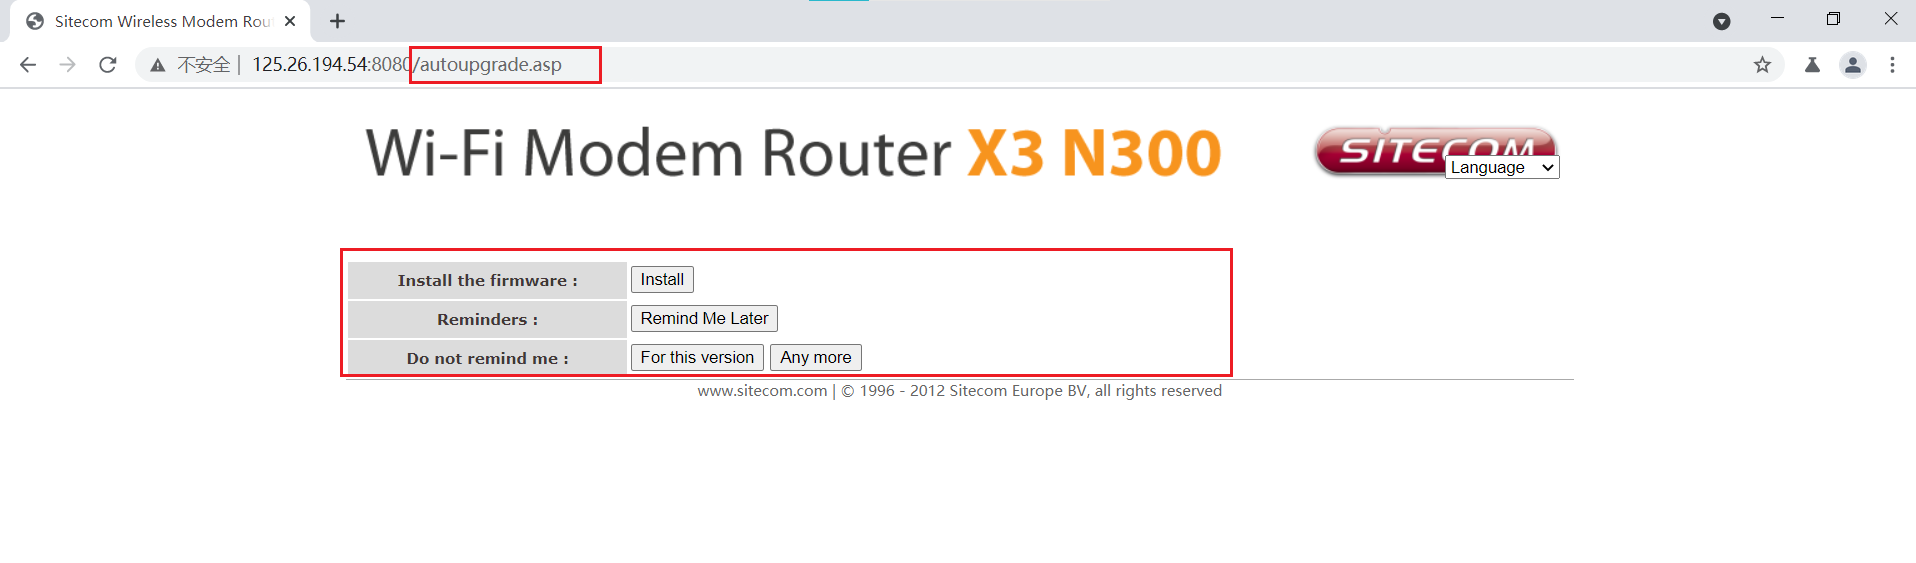 Sitecom Wireless Modem Rou
不安全 | 125.26.194.54:8080/autoupgrade.asp
Wi-Fi Modem Router X3 N300
SITECOM
Language
Install the firmware : Install
Reminders : Remind Me Later
Do not remind me : For this version Any more
www.sitecom.com | © 1996 - 2012 Sitecom Europe BV, all rights reserved